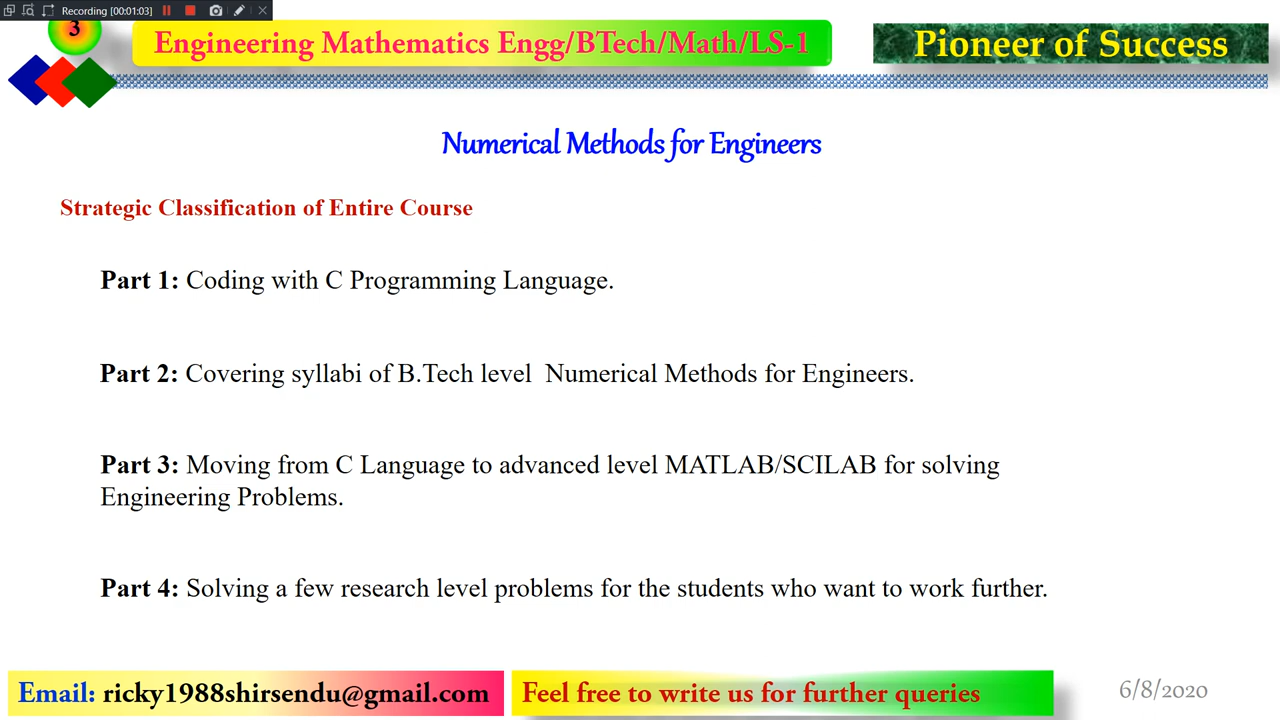 Recording [00:01:03]
3
Engineering Mathematics Engg/BTech/Math/LS-1
Pioneer of Success
Numerical Methods for Engineers
Strategic Classification of Entire Course
Part 1: Coding with C Programming Language.
Part 2: Covering syllabi of B.Tech level  Numerical Methods for Engineers.
Part 3: Moving from C Language to advanced level MATLAB/SCILAB for solving
Engineering Problems.
Part 4: Solving a few research level problems for the students who want to work further.
Email: ricky1988shirsendu@gmail.com
Feel free to write us for further queries
6/8/2020